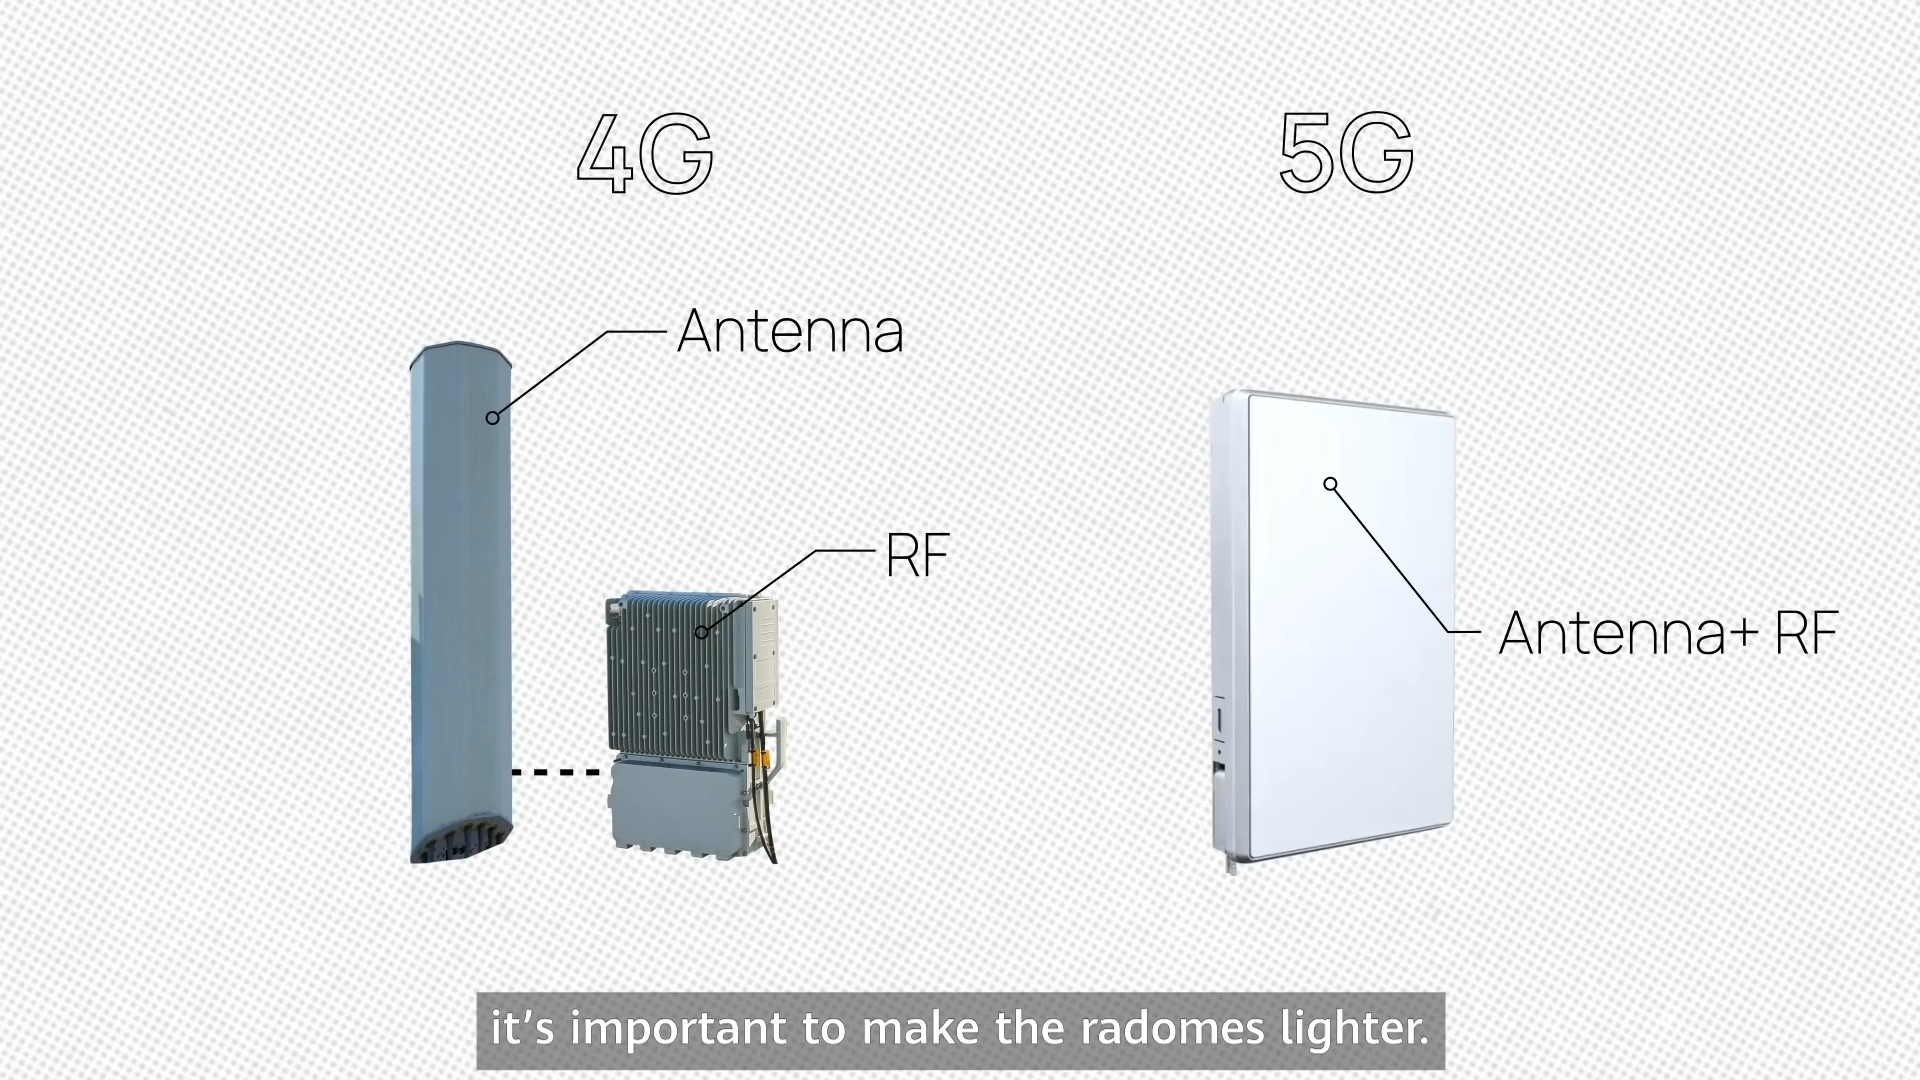 4G
5G
Antenna
RF
Antenna+ RF
it's important to make the radomes lighter.